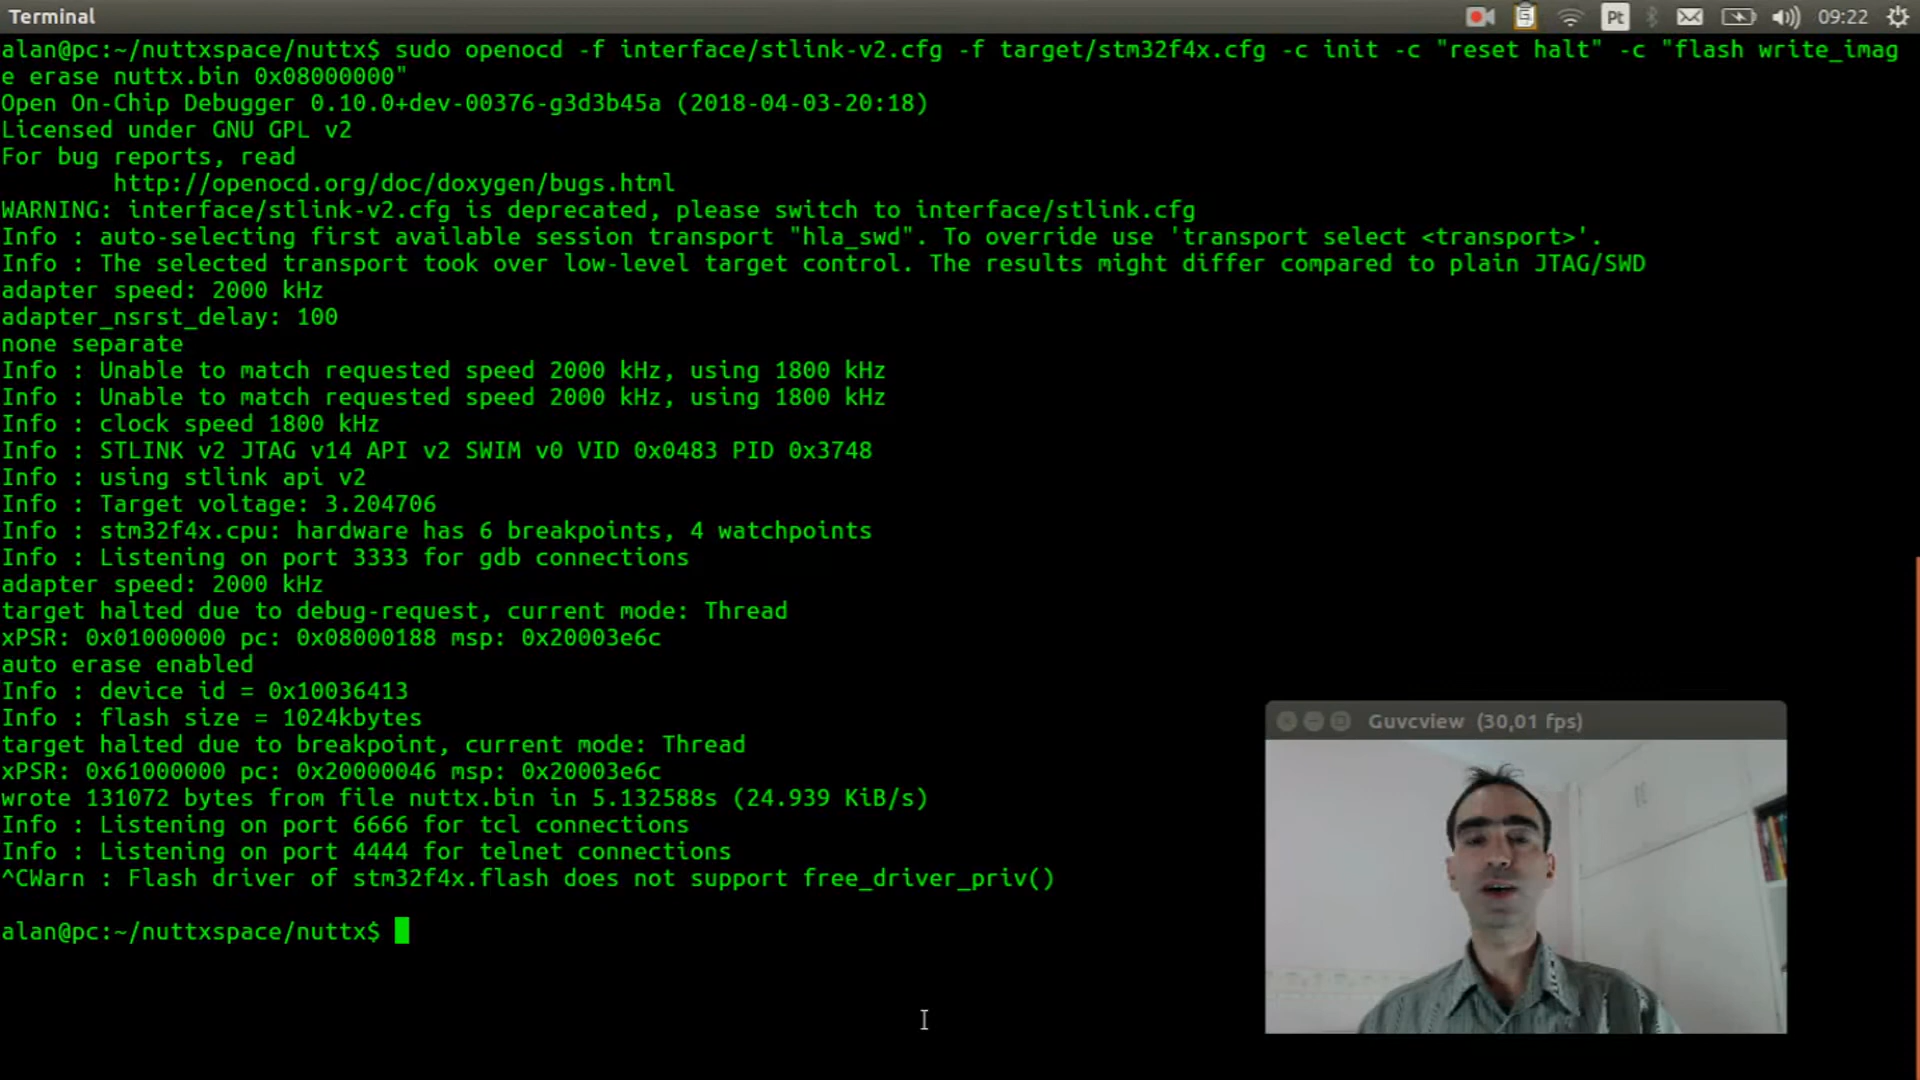 Terminal
Pt
09:22
alan@pc:~/nuttxspace/nuttx$ sudo openocd -f interface/stlink-v2.cfg -f target/stm32f4x.cfg -c init -c "reset halt" -c "flash write_imag
e erase nuttx.bin 0x08000000"
Open On-Chip Debugger 0.10.0+dev-00376-g3d3b45a (2018-04-03-20:18)
Licensed under GNU GPL v2
For bug reports, read
http://openocd.org/doc/doxygen/bugs.html
WARNING: interface/stlink-v2.cfg is deprecated, please switch to interface/stlink.cfg
Info : auto-selecting first available session transport "hla_swd". To override use 'transport select <transport>'.
Info : The selected transport took over low-level target control. The results might differ compared to plain JTAG/SWD
adapter speed: 2000 kHz
adapter_nsrst_delay: 100
none separate
Info : Unable to match requested speed 2000 kHz, using 1800 kHz
Info : Unable to match requested speed 2000 kHz, using 1800 kHz
Info : clock speed 1800 kHz
Info : STLINK v2 JTAG v14 API v2 SWIM v0 VID 0x0483 PID 0x3748
Info : using stlink api v2
Info : Target voltage: 3.204706
Info : stm32f4x.cpu: hardware has 6 breakpoints, 4 watchpoints
Info : Listening on port 3333 for gdb connections
adapter speed: 2000 kHz
target halted due to debug-request, current mode: Thread
xPSR: 0x01000000 pc: 0x08000188 msp: 0x20003e6c
auto erase enabled
Info : device id = 0x10036413
Info : flash size = 1024kbytes
target halted due to breakpoint, current mode: Thread
xPSR: 0x61000000 pc: 0x20000046 msp: 0x20003e6c
wrote 131072 bytes from file nuttx.bin in 5.132588s (24.939 KiB/s)
Info : Listening on port 6666 for tcl connections
Info : Listening on port 4444 for telnet connections
^CWarn : Flash driver of stm32f4x.flash does not support free_driver_priv()
alan@pc:~/nuttxspace/nuttx$
Guvcview (30,01 fps)